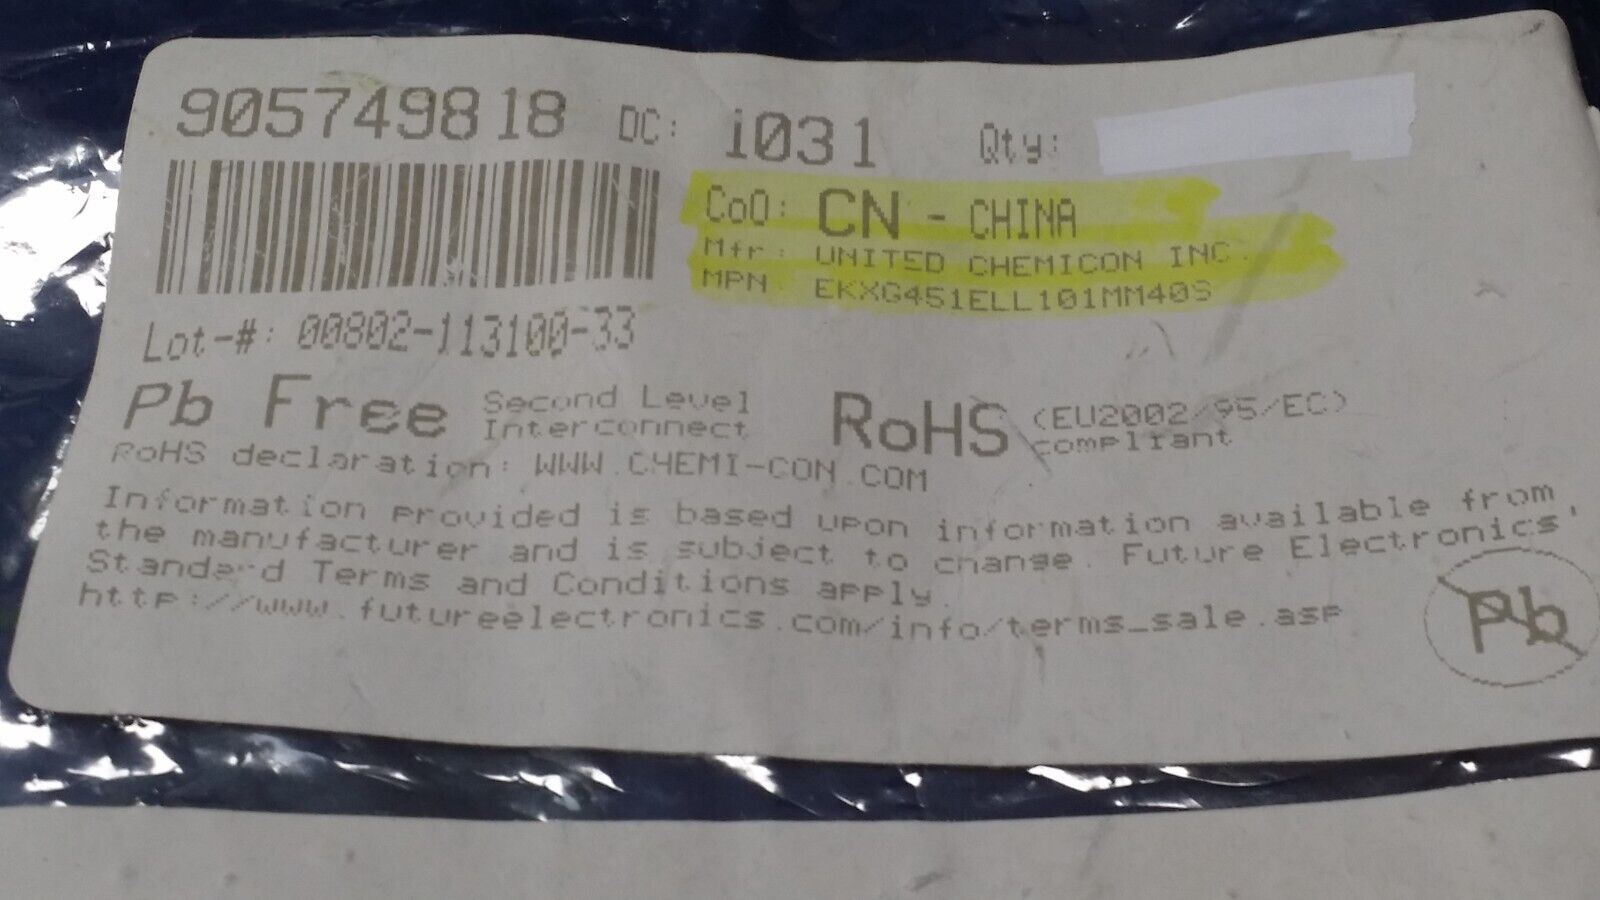 905749818 DC: i031 Qty:
CoO: CN - CHINA
Mfr: UNITED CHEMICON INC.
MPN EKXG451ELL101MM40S
Lot-#: 00802-113100-33
Pb Free Second Level Interconnect
RoHS (EU2002/95/EC) compliant
RoHS declaration: WWW.CHEMI-CON.COM
Information provided is based upon information available from
the manufacturer and is subject to change. Future Electronics'
Standard Terms and Conditions apply.
http://www.futureelectronics.com/info/terms_sale.asp
Pb